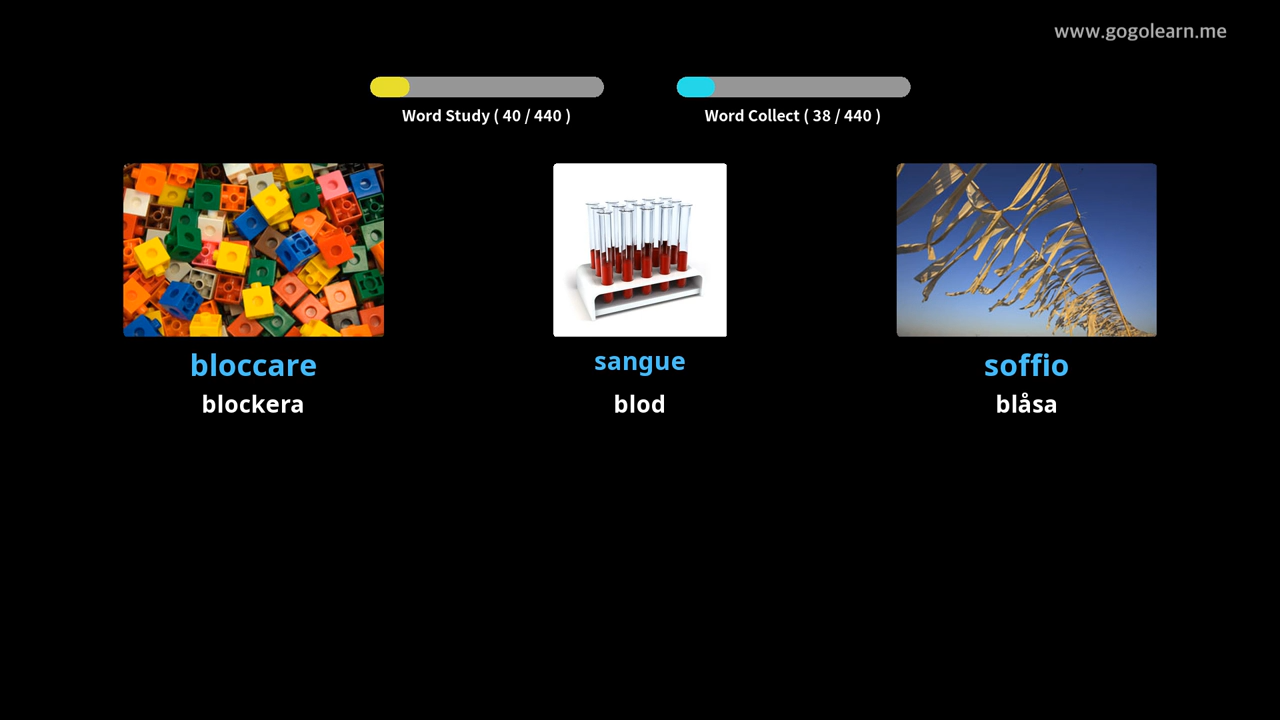 www.gogolearn.me
Word Study ( 40 / 440 )
Word Collect ( 38 / 440 )
bloccare
blockera
sangue
blod
soffio
blåsa